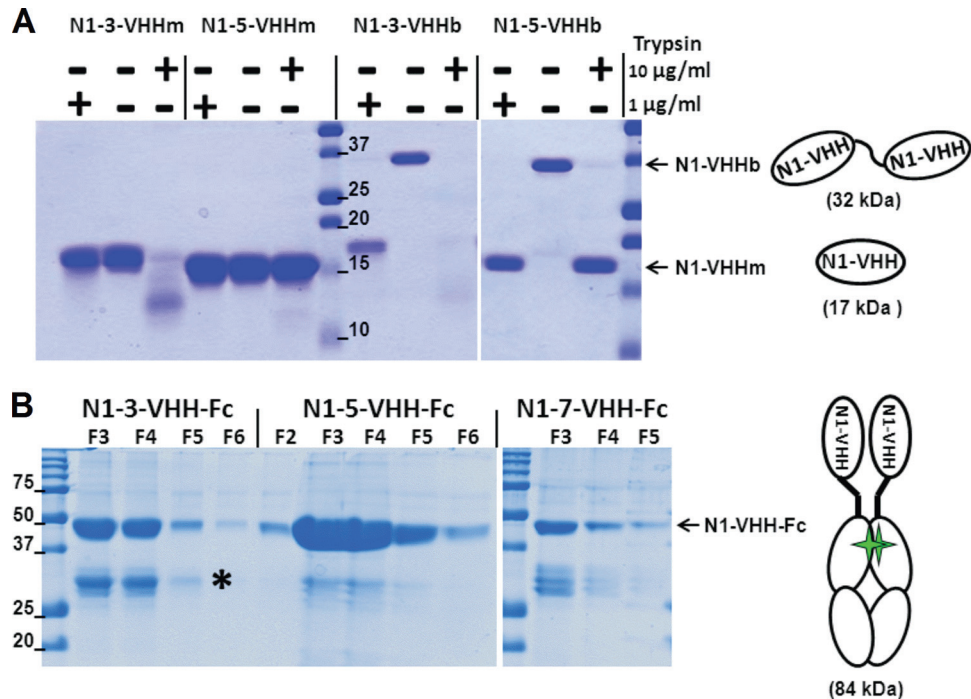 A
N1-3-VHHm N1-5-VHHm N1-3-VHHb N1-5-VHHb
Trypsin
- - + - - + - - + - - + 10 µg/ml
+ - - + - - + - - + - - 1 µg/ml
37
25
20
15
10
←N1-VHHb
←N1-VHHm
N1-VHH N1-VHH
(32 kDa)
N1-VHH
(17 kDa )
B
N1-3-VHH-Fc N1-5-VHH-Fc N1-7-VHH-Fc
F3 F4 F5 F6 F2 F3 F4 F5 F6 F3 F4 F5
75
50
37
25
20
*
←N1-VHH-Fc
N1-VHH N1-VHH
(84 kDa)